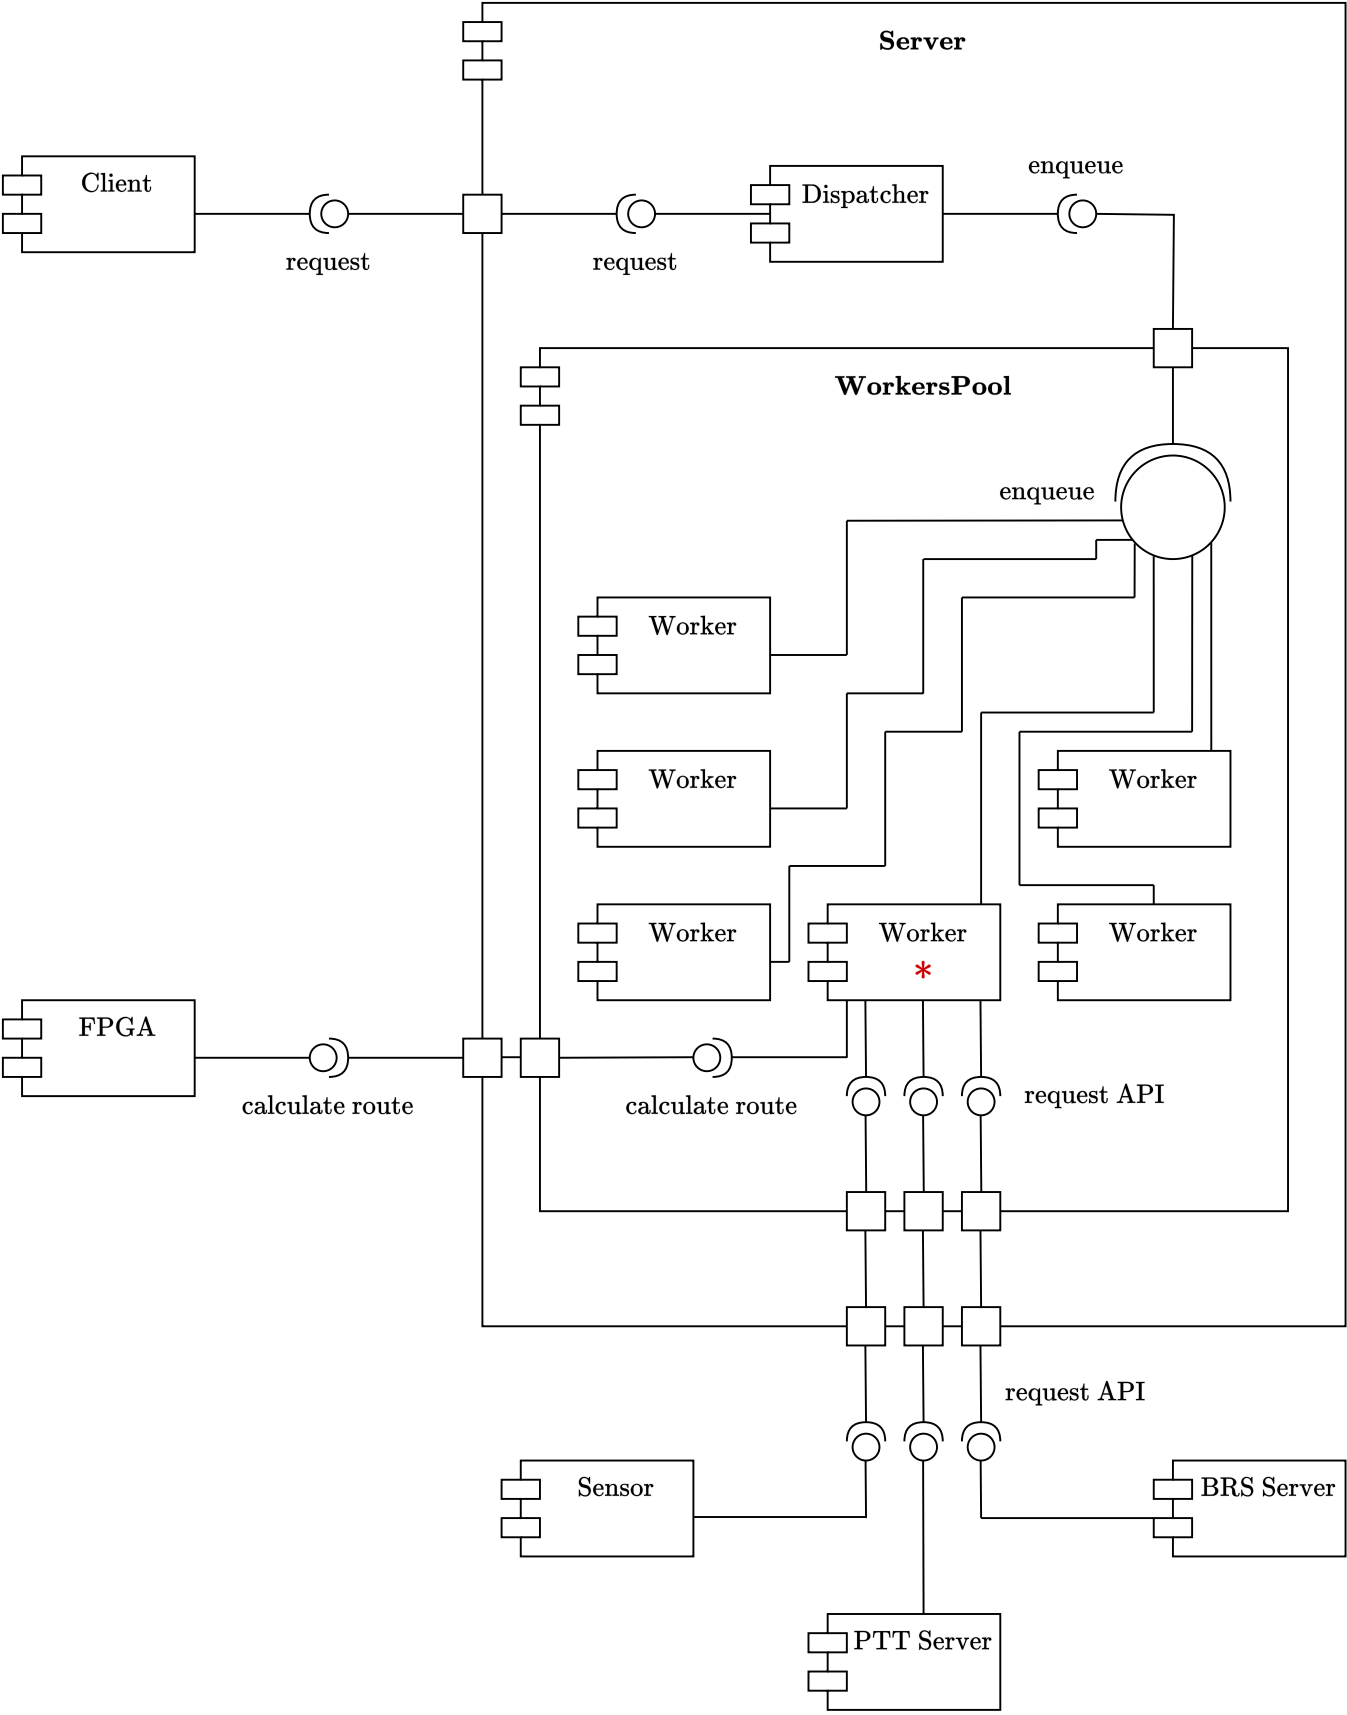 Server
Client
Dispatcher
enqueue
request
request
WorkersPool
enqueue
Worker
Worker
Worker
Worker
Worker
*
Worker
FPGA
calculate route
calculate route
request API
request API
Sensor
BRS Server
PTT Server